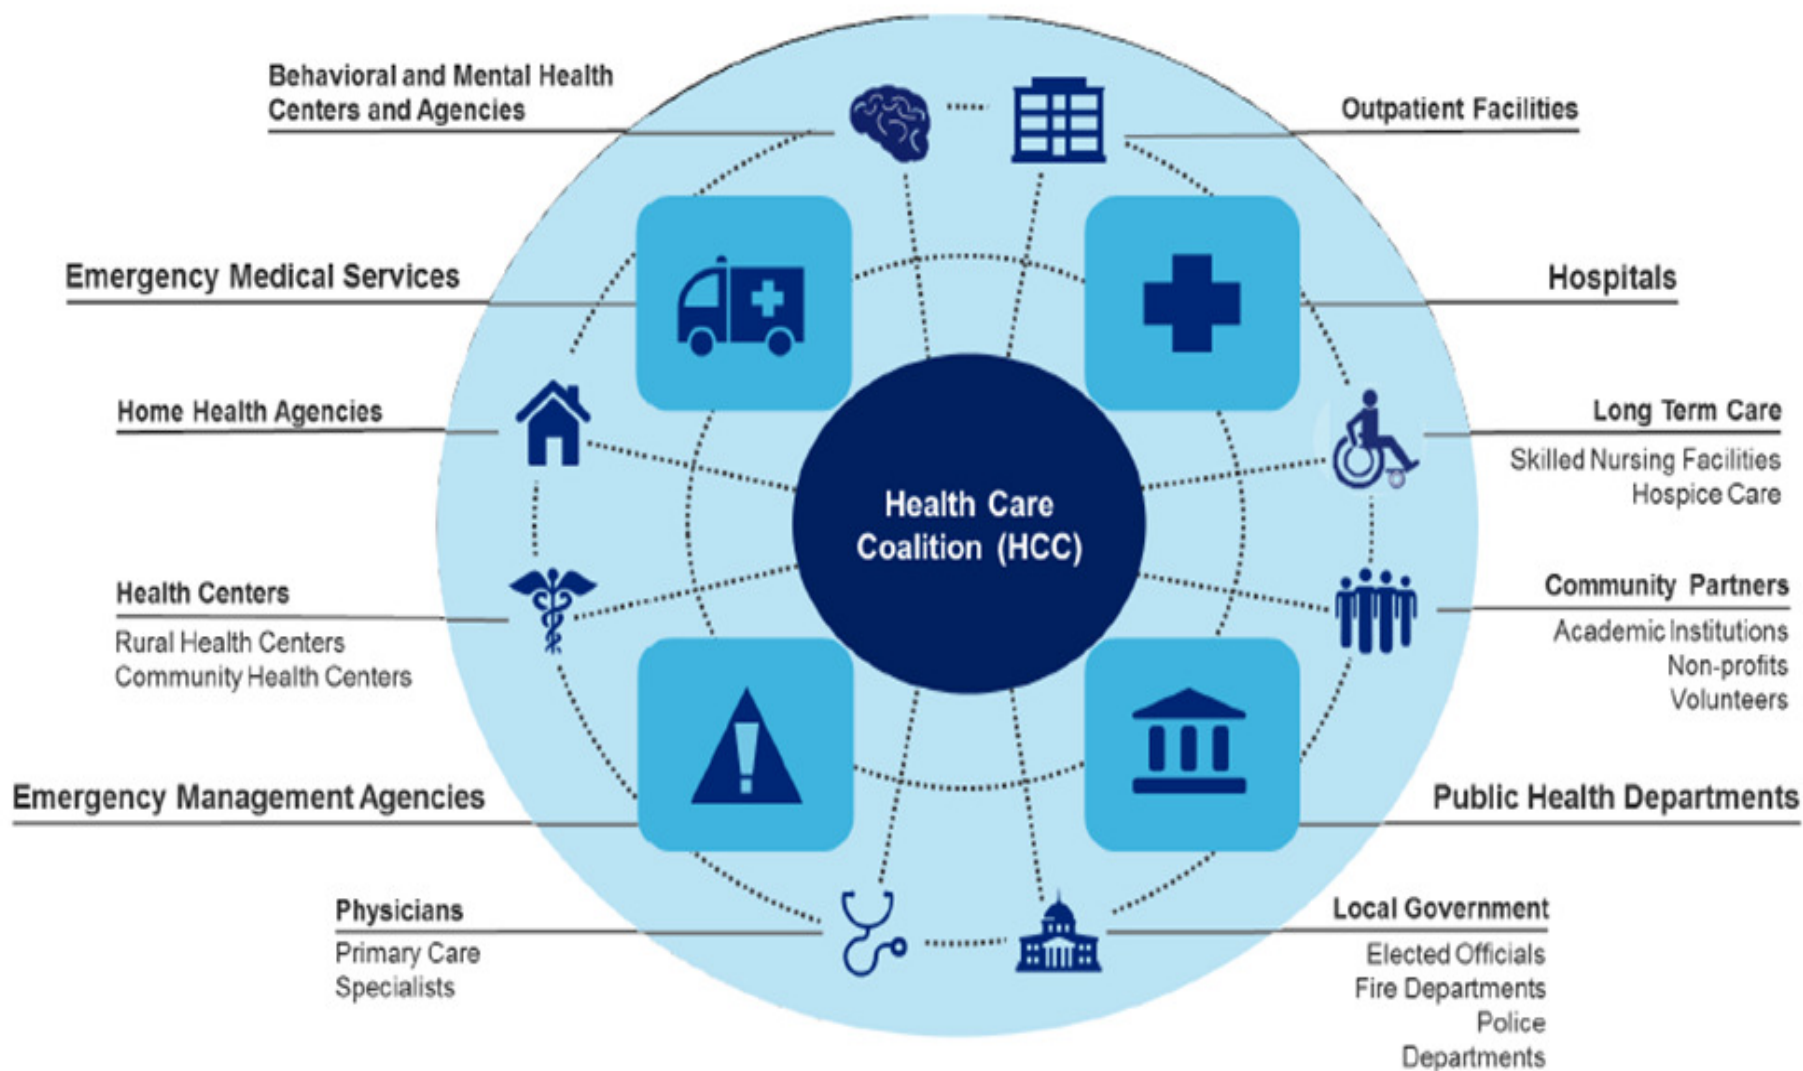 Behavioral and Mental Health
Centers and Agencies
Outpatient Facilities
Emergency Medical Services
Hospitals
Home Health Agencies
Long Term Care
Skilled Nursing Facilities
Hospice Care
Health Care
Coalition (HCC)
Health Centers
Rural Health Centers
Community Health Centers
Community Partners
Academic Institutions
Non-profits
Volunteers
Emergency Management Agencies
Public Health Departments
Physicians
Primary Care
Specialists
Local Government
Elected Officials
Fire Departments
Police
Departments